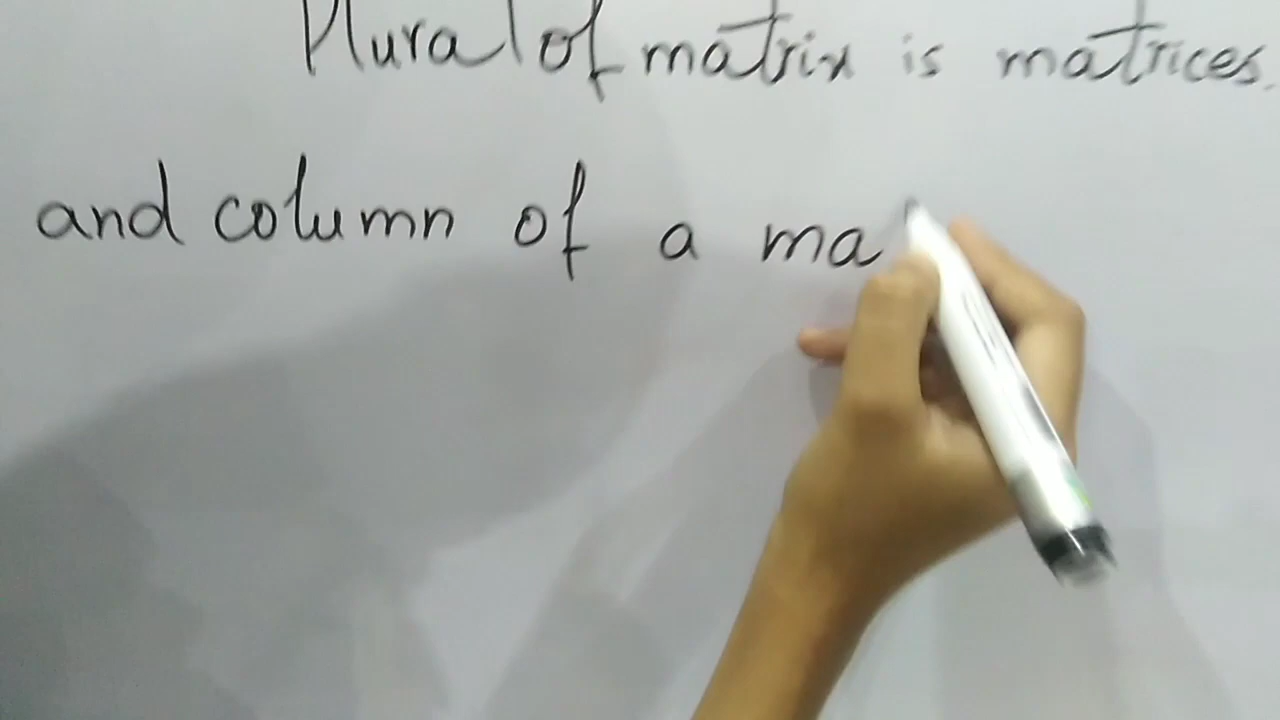 Plural of matrix is matrices.
and column of a ma